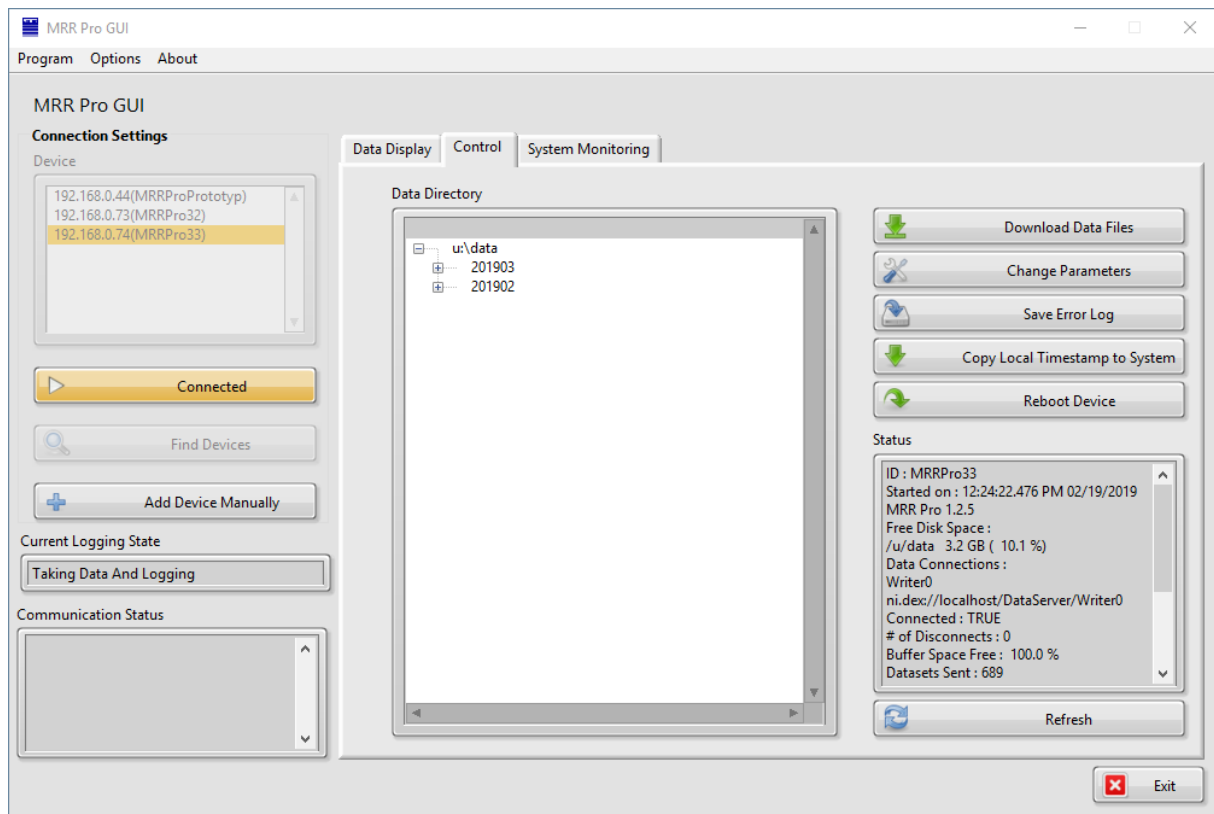 MRR Pro GUI
Program Options About
MRR Pro GUI
Connection Settings
Device
192.168.0.44(MRRProPrototyp)
192.168.0.73(MRRPro32)
192.168.0.74(MRRPro33)
Connected
Find Devices
Add Device Manually
Current Logging State
Taking Data And Logging
Communication Status
Data Display Control System Monitoring
Data Directory
u:\data
201903
201902
Download Data Files
Change Parameters
Save Error Log
Copy Local Timestamp to System
Reboot Device
Status
ID : MRRPro33
Started on : 12:24:22.476 PM 02/19/2019
MRR Pro 1.2.5
Free Disk Space :
/u/data 3.2 GB ( 10.1 %)
Data Connections :
Writer0
ni.dex://localhost/DataServer/Writer0
Connected : TRUE
# of Disconnects : 0
Buffer Space Free : 100.0 %
Datasets Sent : 689
Refresh
Exit